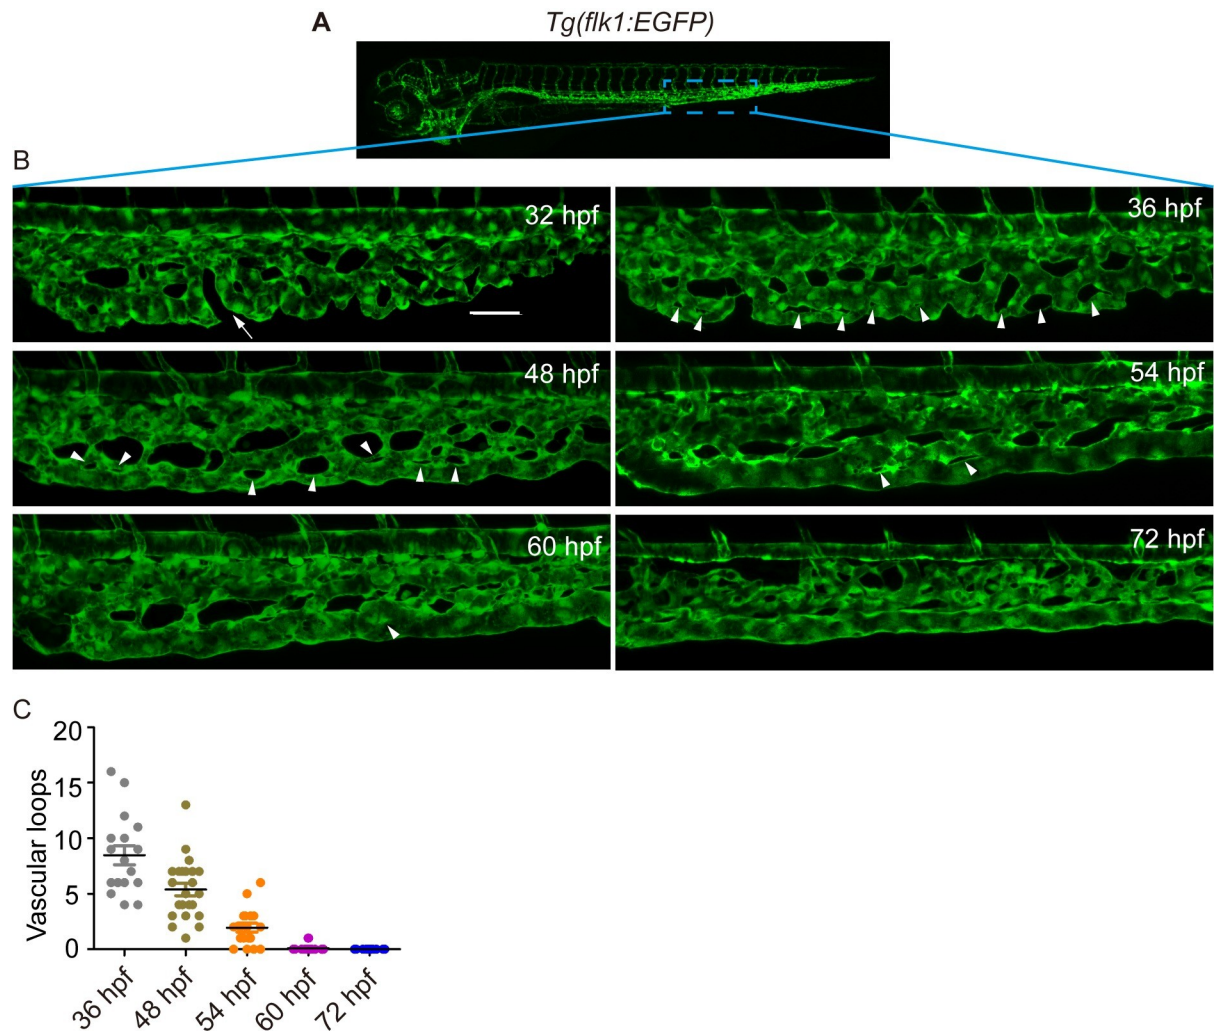 A
Tg(flk1:EGFP)
B
32 hpf
36 hpf
48 hpf
54 hpf
60 hpf
72 hpf
C
Vascular loops
20
15
10
5
0
36 hpf
48 hpf
54 hpf
60 hpf
72 hpf